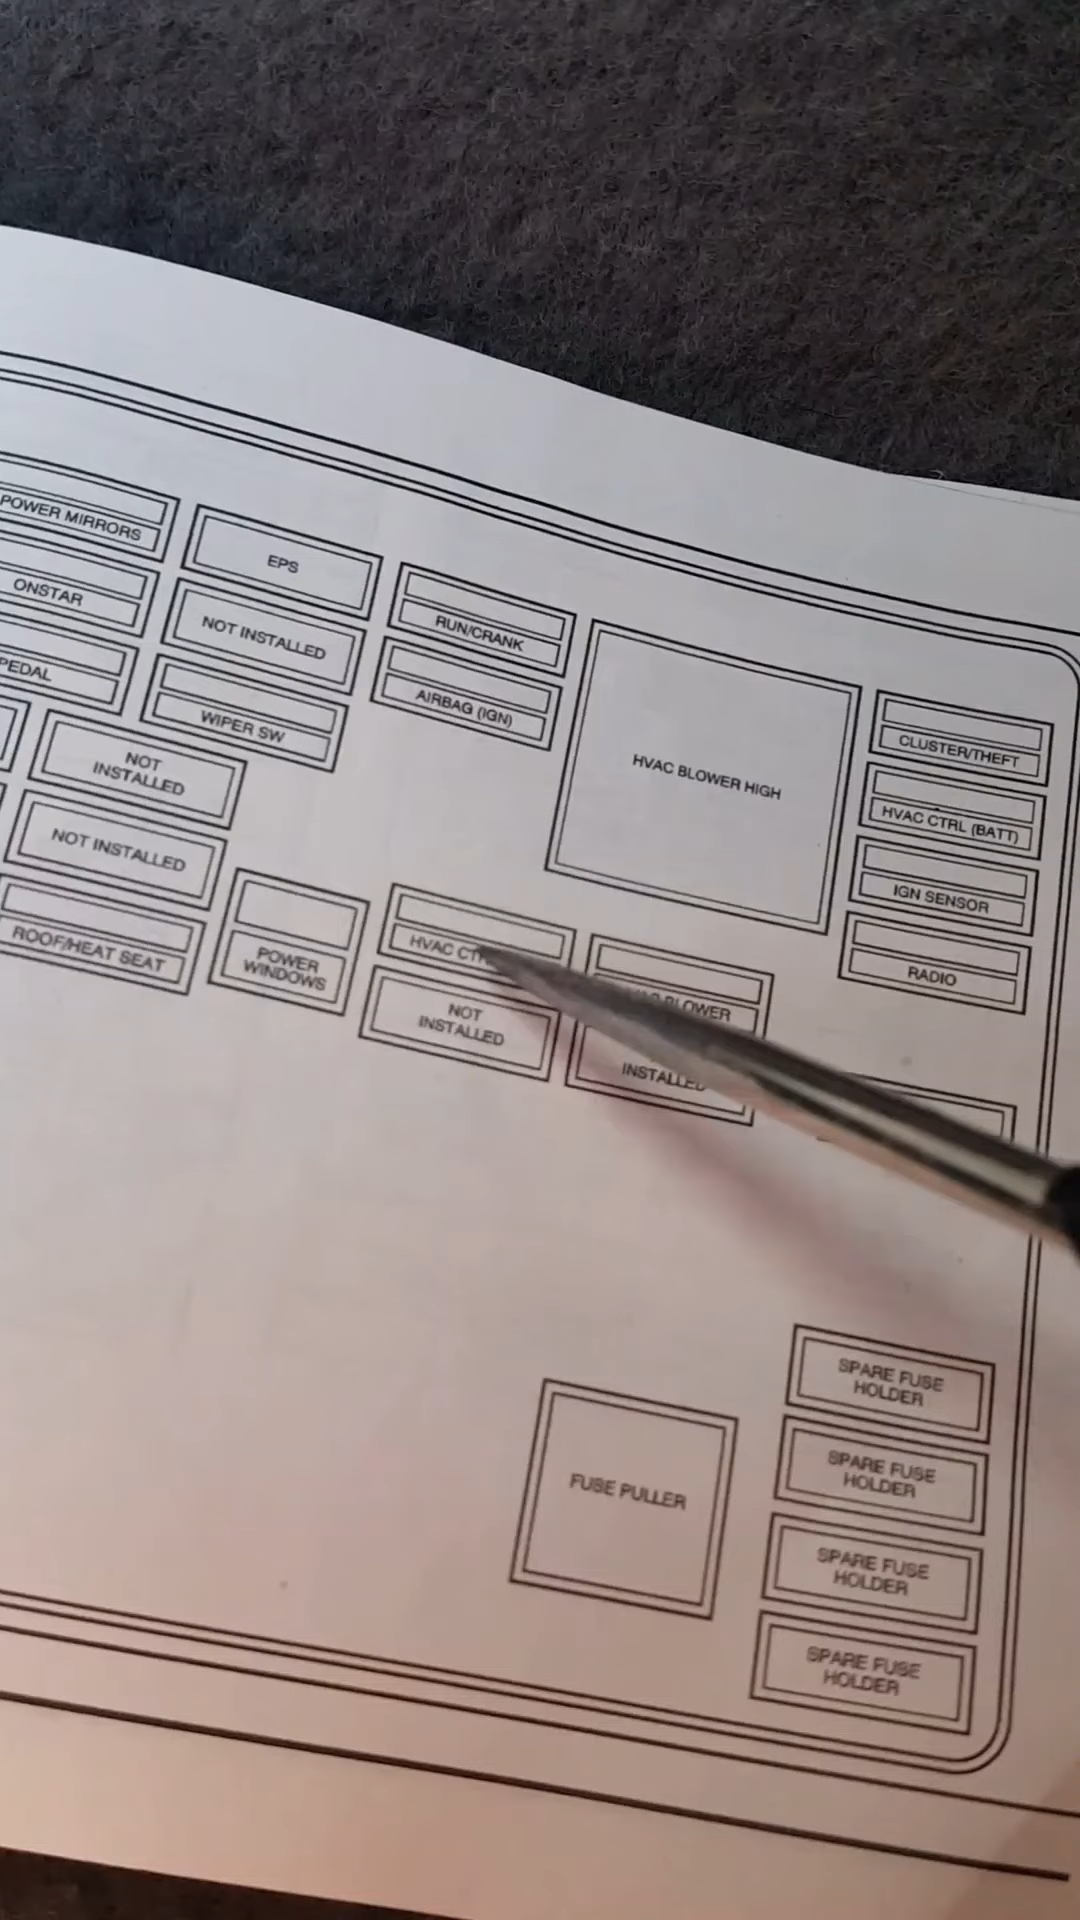 POWER MIRRORS
ONSTAR
PEDAL
EPS
NOT INSTALLED
WIPER SW
RUN/CRANK
AIRBAG (IGN)
HVAC BLOWER HIGH
CLUSTER/THEFT
HVAC CTRL (BATT)
IGN SENSOR
RADIO
NOT
INSTALLED
NOT INSTALLED
ROOF/HEAT SEAT
POWER
WINDOWS
HVAC
NOT
INSTALLED
BLOWER
INSTALLED
FUSE PULLER
SPARE FUSE
HOLDER
SPARE FUSE
HOLDER
SPARE FUSE
HOLDER
SPARE FUSE
HOLDER